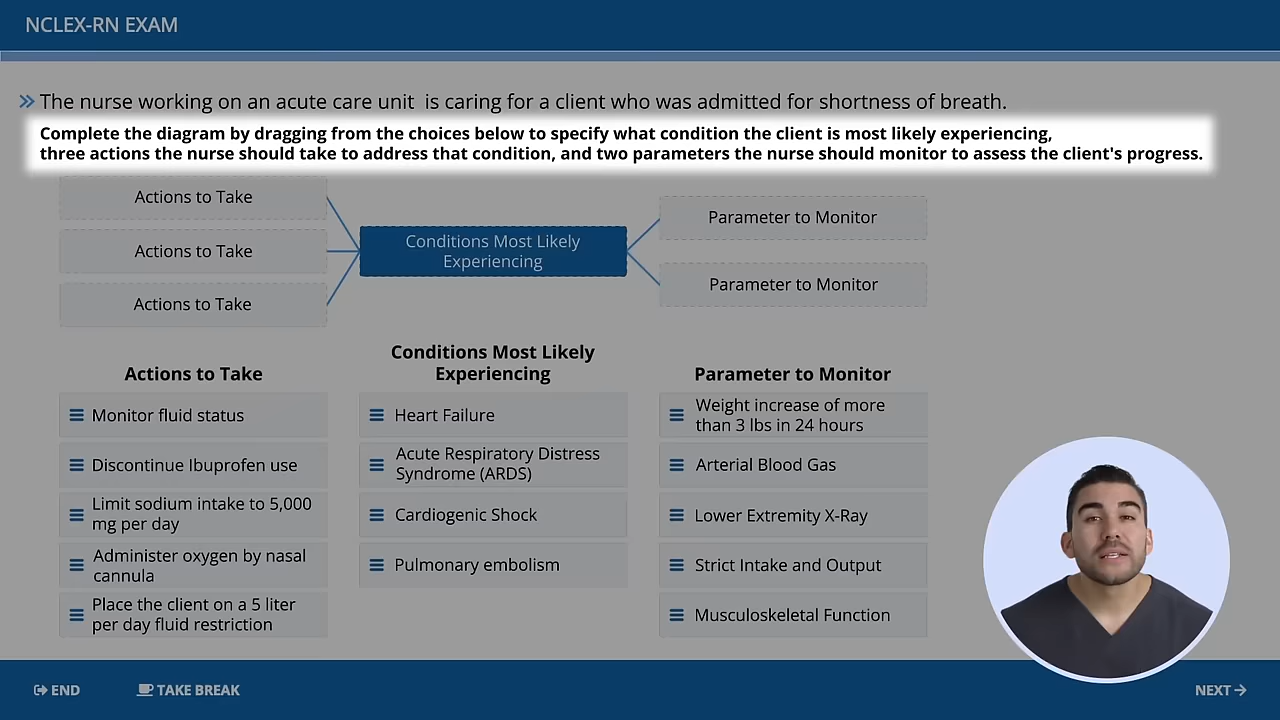 NCLEX-RN EXAM
The nurse working on an acute care unit is caring for a client who was admitted for shortness of breath.
Complete the diagram by dragging from the choices below to specify what condition the client is most likely experiencing,
three actions the nurse should take to address that condition, and two parameters the nurse should monitor to assess the client's progress.
Actions to Take
Actions to Take
Actions to Take
Conditions Most Likely
Experiencing
Parameter to Monitor
Parameter to Monitor
Actions to Take
Monitor fluid status
Discontinue Ibuprofen use
Limit sodium intake to 5,000
mg per day
Administer oxygen by nasal
cannula
Place the client on a 5 liter
per day fluid restriction
Conditions Most Likely
Experiencing
Heart Failure
Acute Respiratory Distress
Syndrome (ARDS)
Cardiogenic Shock
Pulmonary embolism
Parameter to Monitor
Weight increase of more
than 3 lbs in 24 hours
Arterial Blood Gas
Lower Extremity X-Ray
Strict Intake and Output
Musculoskeletal Function
END
TAKE BREAK
NEXT